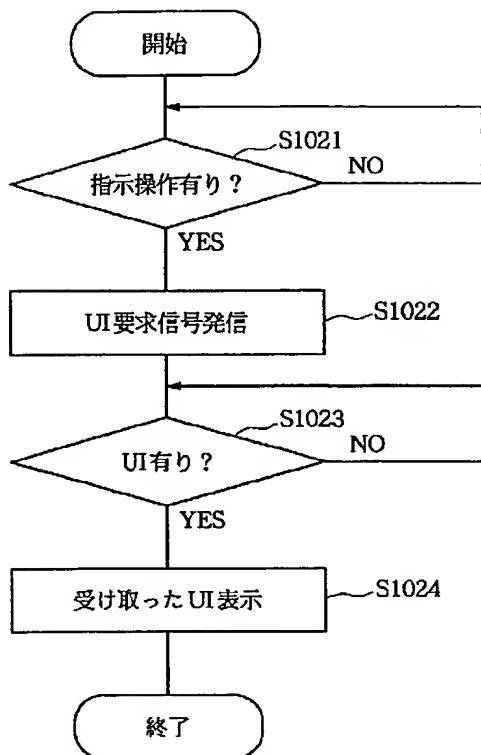 開始
S1021
指示操作有り?
NO
YES
UI要求信号発信
S1022
S1023
UI有り?
NO
YES
受け取ったUI表示
S1024
終了